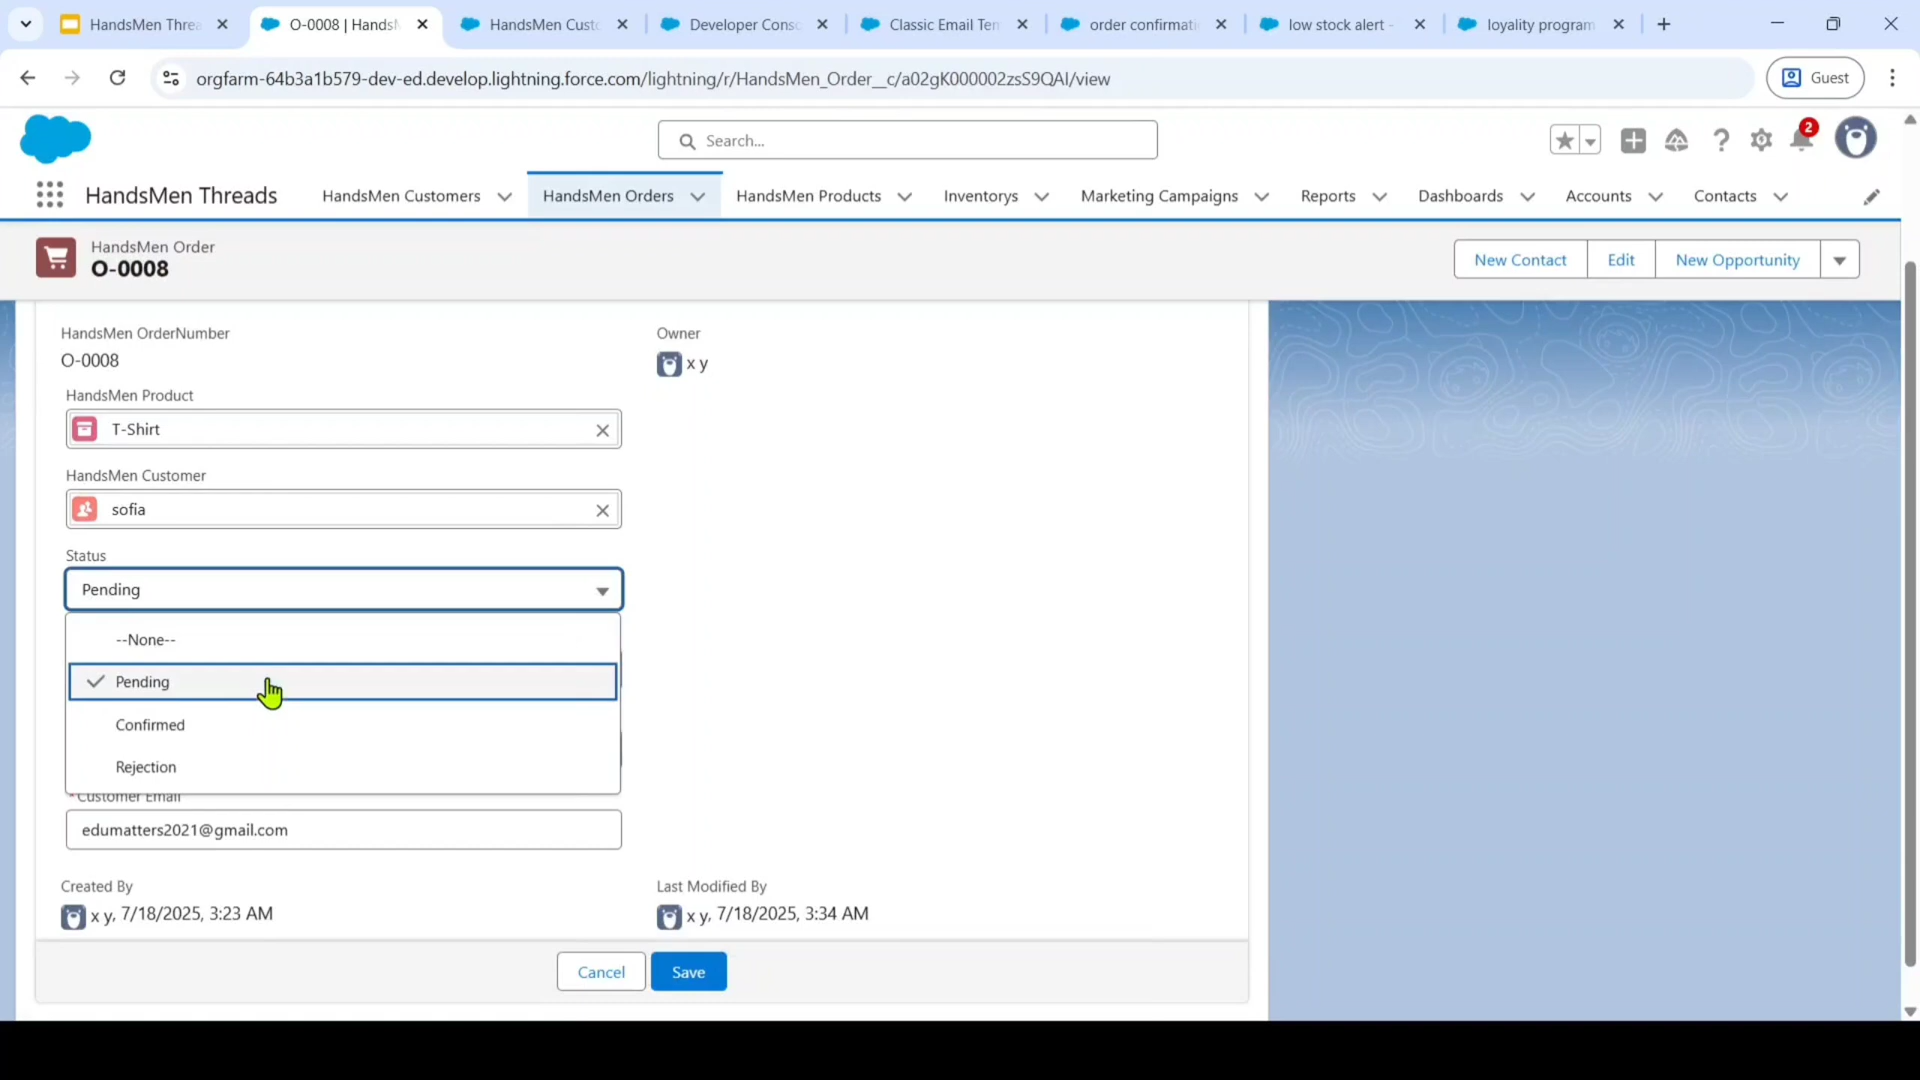 HandsMen Threa
O-0008 | HandsM
HandsMen Custo
Developer Conso
Classic Email Tem
order confirmati
low stock alert -
loyality program
orgfarm-64b3a1b579-dev-ed.develop.lightning.force.com/lightning/r/HandsMen_Order__c/a02gK000002zsS9QAI/view
Guest
Search...
2
HandsMen Threads
HandsMen Customers
HandsMen Orders
HandsMen Products
Inventorys
Marketing Campaigns
Reports
Dashboards
Accounts
Contacts
HandsMen Order
O-0008
New Contact
Edit
New Opportunity
HandsMen OrderNumber
O-0008
Owner
x y
HandsMen Product
T-Shirt
HandsMen Customer
sofia
Status
Pending
--None--
Pending
Confirmed
Rejection
*Customer Email
edumatters2021@gmail.com
Created By
x y, 7/18/2025, 3:23 AM
Last Modified By
x y, 7/18/2025, 3:34 AM
Cancel
Save